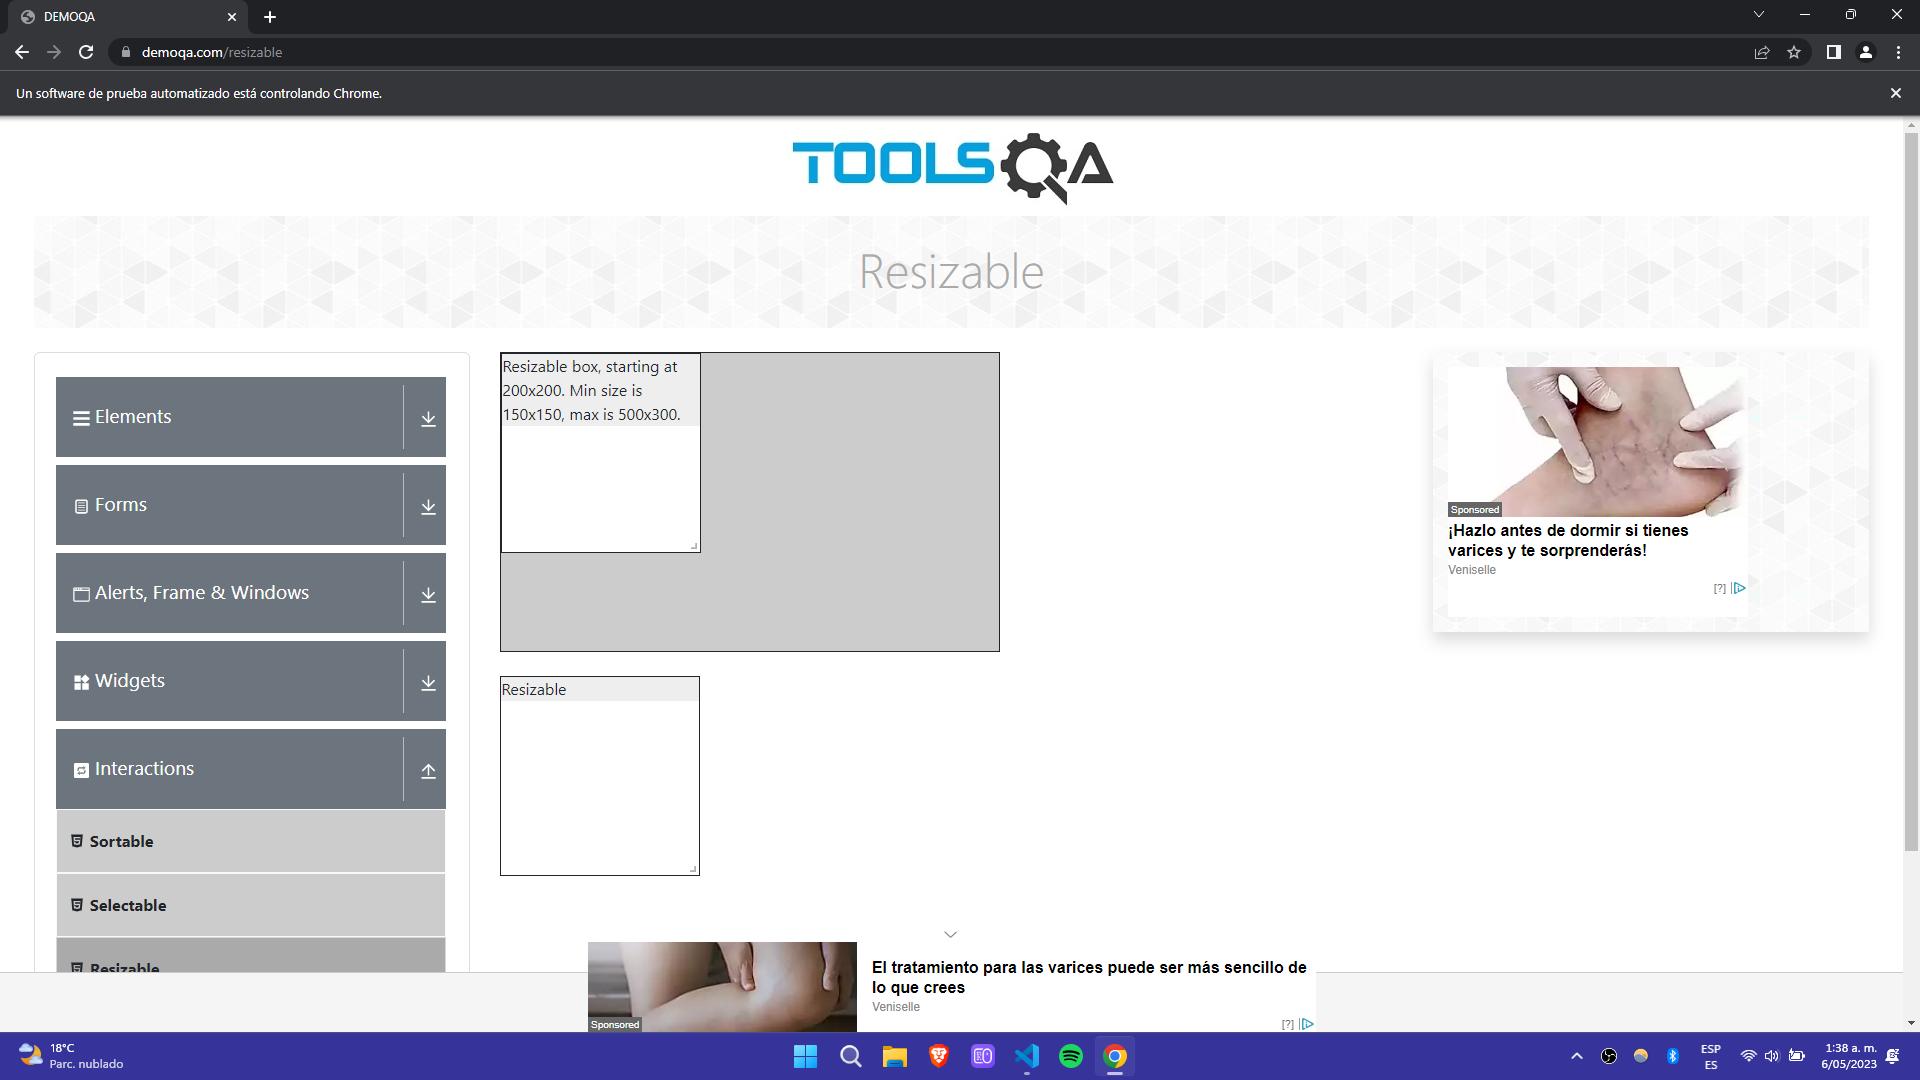 DEMOQA
demoqa.com/resizable
Un software de prueba automatizado está controlando Chrome.
TOOLSQA
Resizable
Elements
Forms
Alerts, Frame & Windows
Widgets
Interactions
Sortable
Selectable
Resizable
Resizable box, starting at
200x200. Min size is
150x150, max is 500x300.
Resizable
Sponsored
¡Hazlo antes de dormir si tienes
varices y te sorprenderás!
Veniselle
[?]
Sponsored
El tratamiento para las varices puede ser más sencillo de
lo que crees
Veniselle
[?]
18°C
Parc. nublado
ESP
ES
1:38 a. m.
6/05/2023